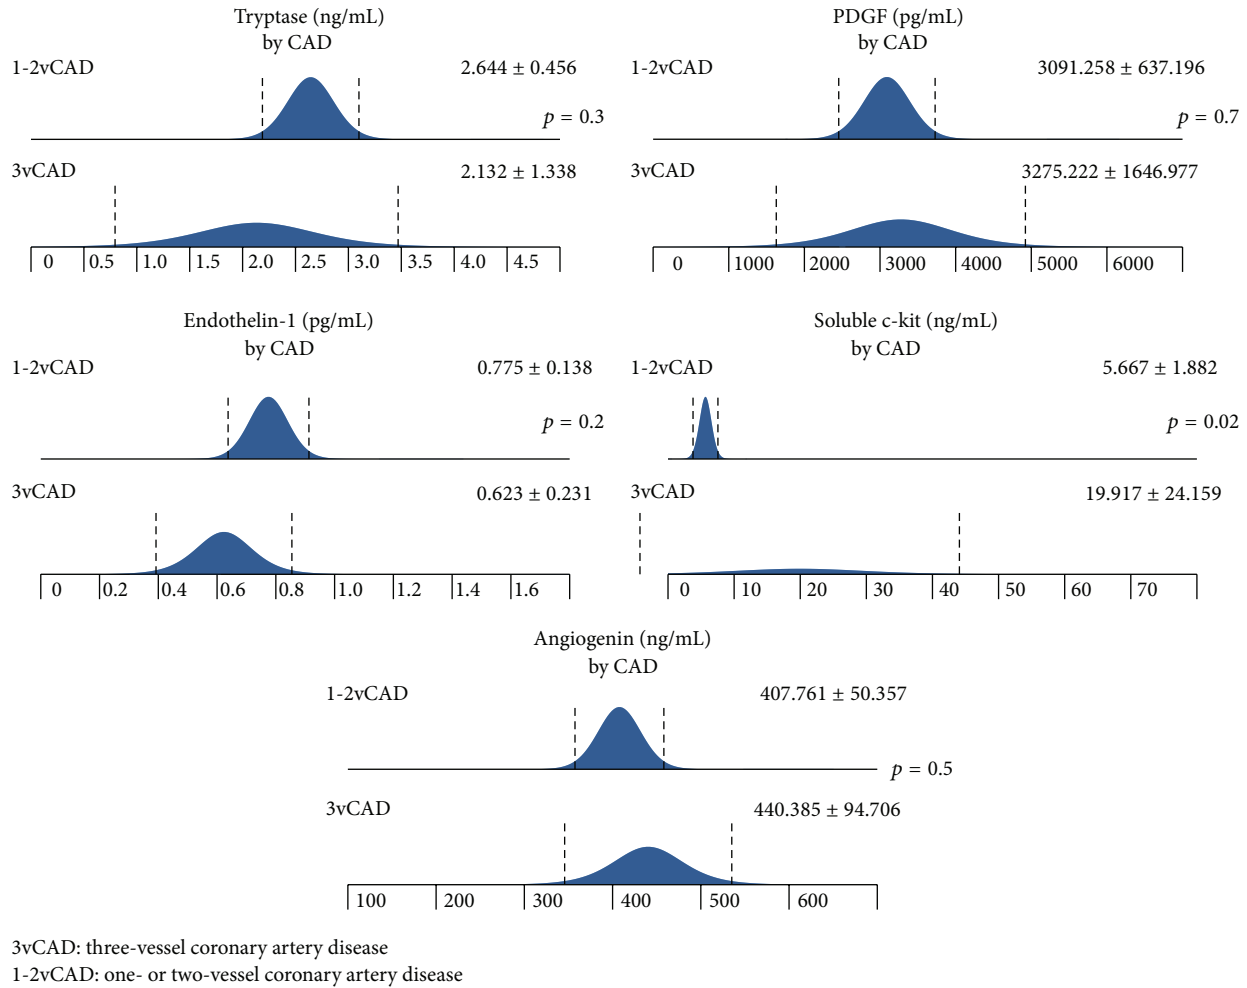 Tryptase (ng/mL)
by CAD
1-2vCAD
2.644 ± 0.456
p = 0.3
3vCAD
2.132 ± 1.338
0 0.5 1.0 1.5 2.0 2.5 3.0 3.5 4.0 4.5
PDGF (pg/mL)
by CAD
1-2vCAD
3091.258 ± 637.196
p = 0.7
3vCAD
3275.222 ± 1646.977
0 1000 2000 3000 4000 5000 6000
Endothelin-1 (pg/mL)
by CAD
1-2vCAD
0.775 ± 0.138
p = 0.2
3vCAD
0.623 ± 0.231
0 0.2 0.4 0.6 0.8 1.0 1.2 1.4 1.6
Soluble c-kit (ng/mL)
by CAD
1-2vCAD
5.667 ± 1.882
p = 0.02
3vCAD
19.917 ± 24.159
0 10 20 30 40 50 60 70
Angiogenin (ng/mL)
by CAD
1-2vCAD
407.761 ± 50.357
p = 0.5
3vCAD
440.385 ± 94.706
100 200 300 400 500 600
3vCAD: three-vessel coronary artery disease
1-2vCAD: one- or two-vessel coronary artery disease